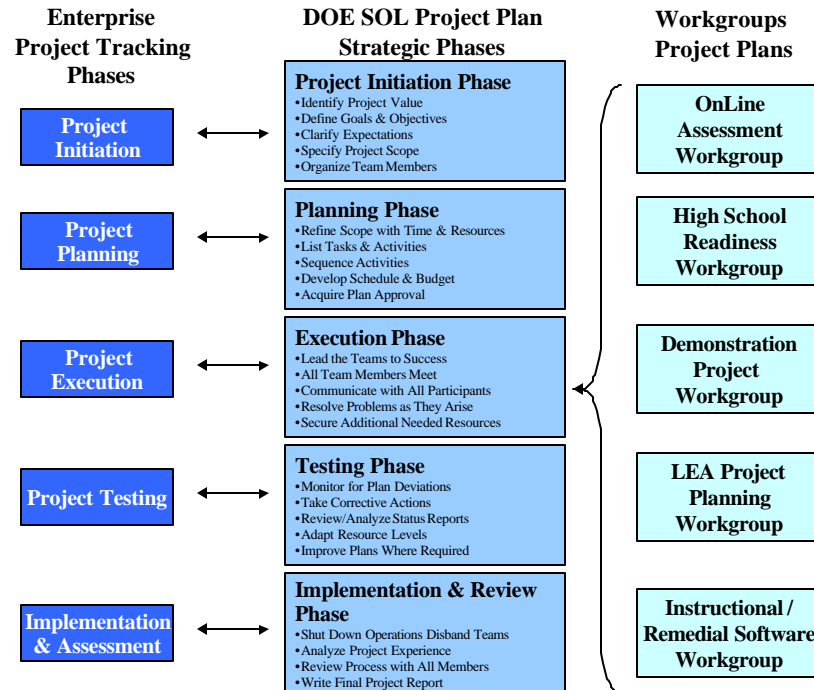 Enterprise
Project Tracking
Phases
DOE SOL Project Plan
Strategic Phases
Workgroups
Project Plans
Project
Initiation
Project Initiation Phase
•Identify Project Value
•Define Goals & Objectives
•Clarify Expectations
•Specify Project Scope
•Organize Team Members
OnLine
Assessment
Workgroup
Project
Planning
Planning Phase
•Refine Scope with Time & Resources
•List Tasks & Activities
•Sequence Activities
•Develop Schedule & Budget
•Acquire Plan Approval
High School
Readiness
Workgroup
Project
Execution
Execution Phase
•Lead the Teams to Success
•All Team Members Meet
•Communicate with All Participants
•Resolve Problems as They Arise
•Secure Additional Needed Resources
Demonstration
Project
Workgroup
Project Testing
Testing Phase
•Monitor for Plan Deviations
•Take Corrective Actions
•Review/Analyze Status Reports
•Adapt Resource Levels
•Improve Plans Where Required
LEA Project
Planning
Workgroup
Implementation
& Assessment
Implementation & Review
Phase
•Shut Down Operations Disband Teams
•Analyze Project Experience
•Review Process with All Members
•Write Final Project Report
Instructional /
Remedial Software
Workgroup